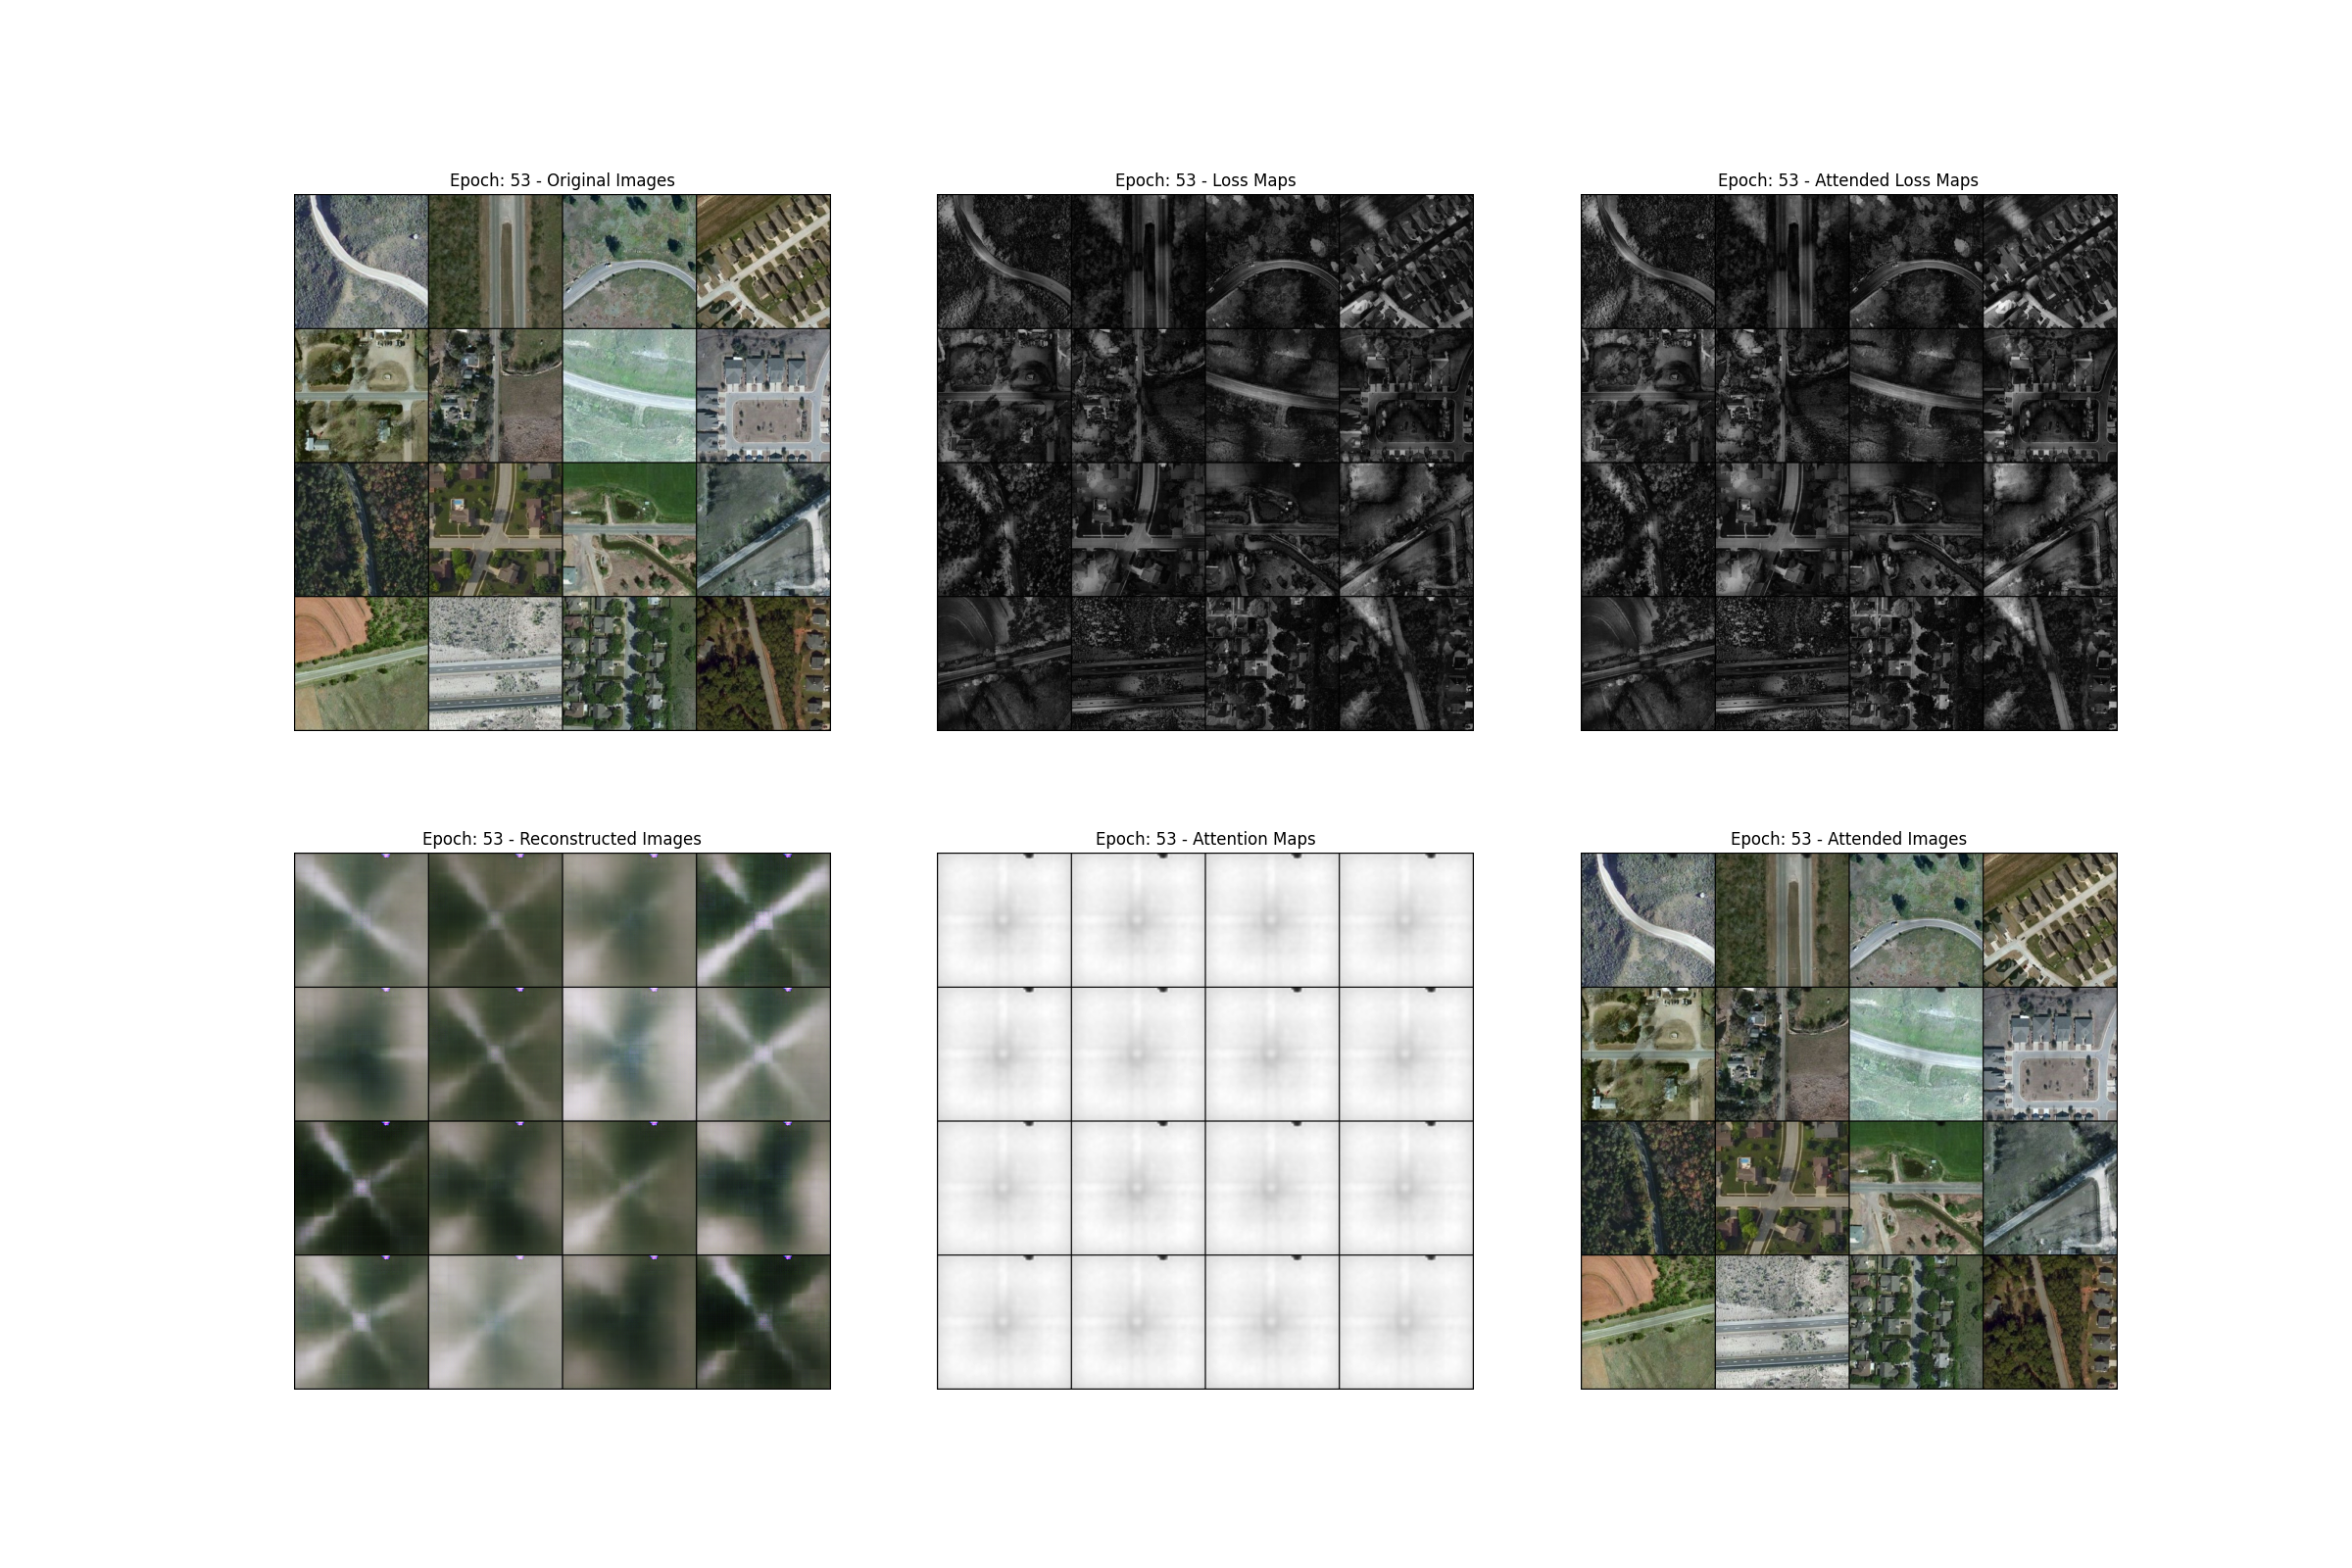 Epoch: 53 - Original Images
Epoch: 53 - Loss Maps
Epoch: 53 - Attended Loss Maps
Epoch: 53 - Reconstructed Images
Epoch: 53 - Attention Maps
Epoch: 53 - Attended Images